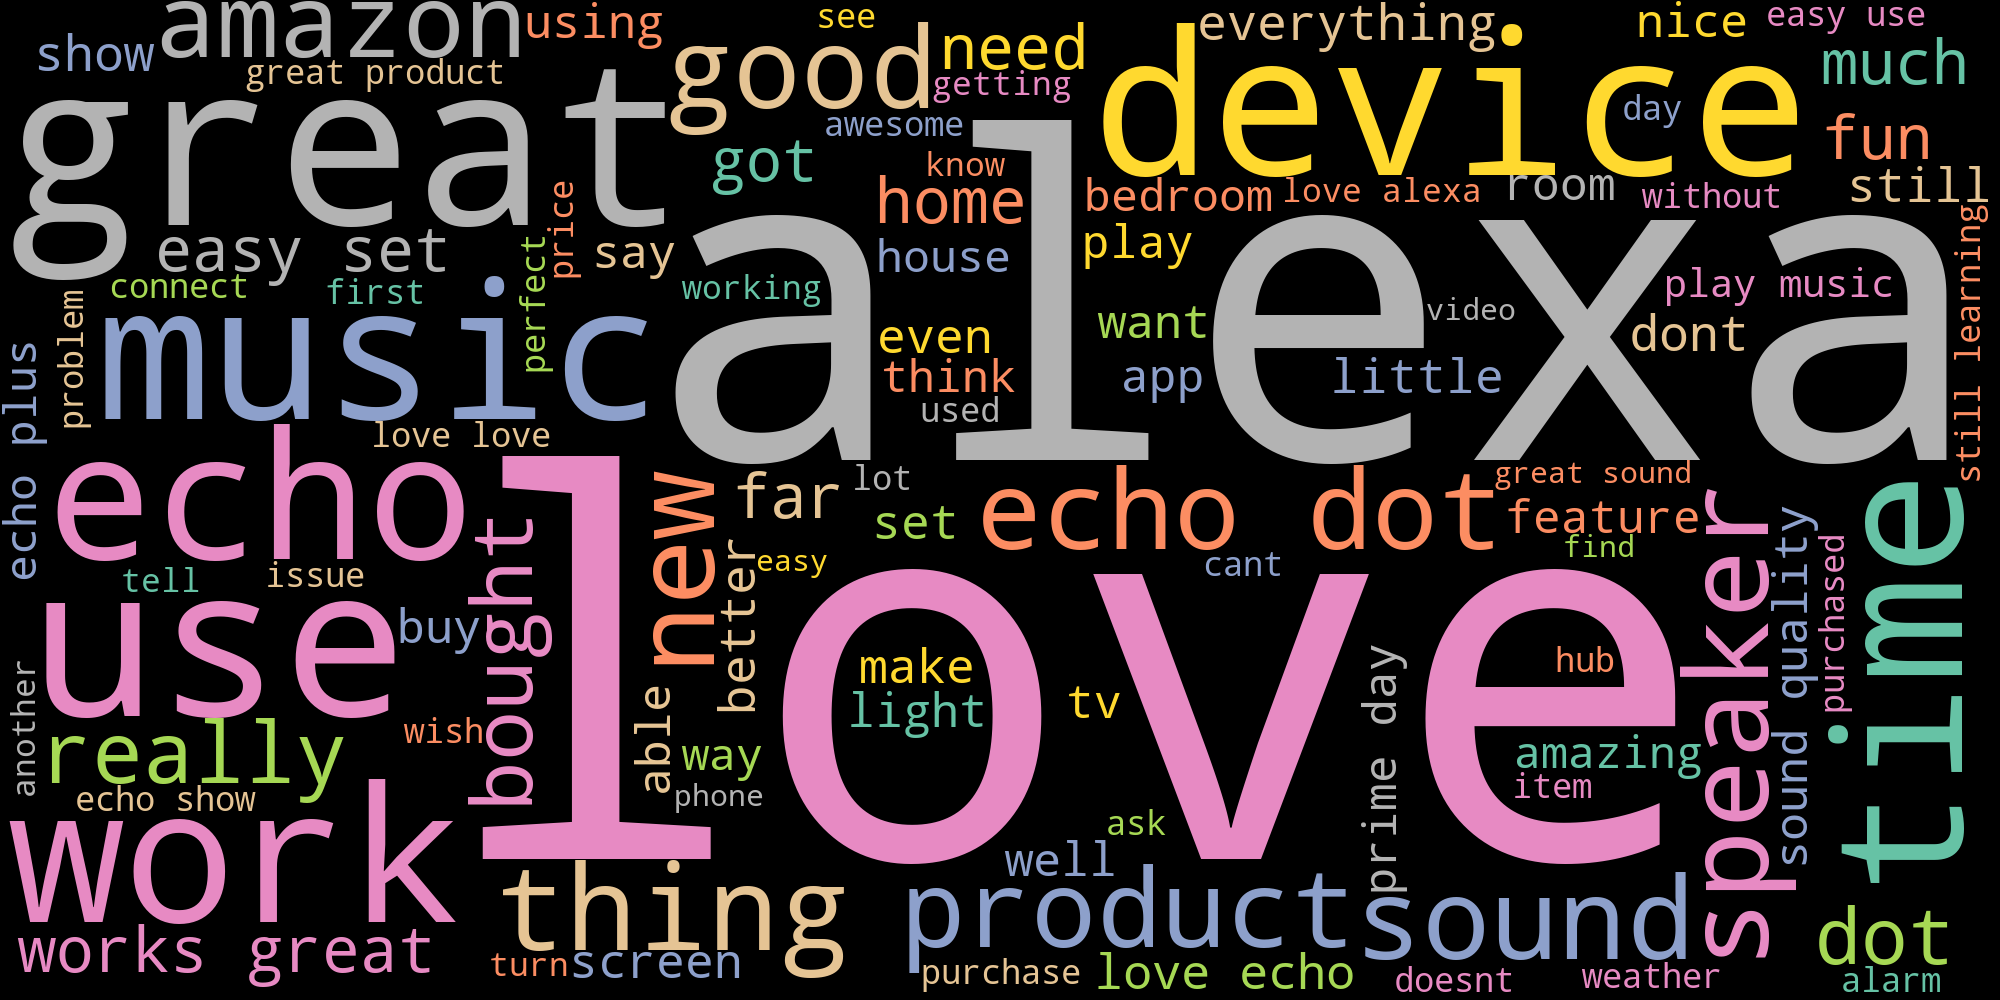 amazon
using
see
good
need
everything
nice
easy use
show
great product
getting
device
much
great
awesome
day
fun
got
know
home
bedroom
love alexa
room
without
still
easy set
price
say
alexa
house
play
connect
first
perfect
working
play music
still learning
problem
music
even
want
video
dont
echo plus
think
app
little
used
love love
echo
new
far
lot
echo dot
great sound
set
feature
tell
issue
bought
better
easy
cant
find
speaker
sound quality
purchased
time
use
buy
love
make
hub
light
tv
prime day
another
really
wish
able
way
amazing
phone
item
echo show
work
ask
well
thing
product
sound
dot
works great
turn
screen
purchase
love echo
doesnt
weather
alarm